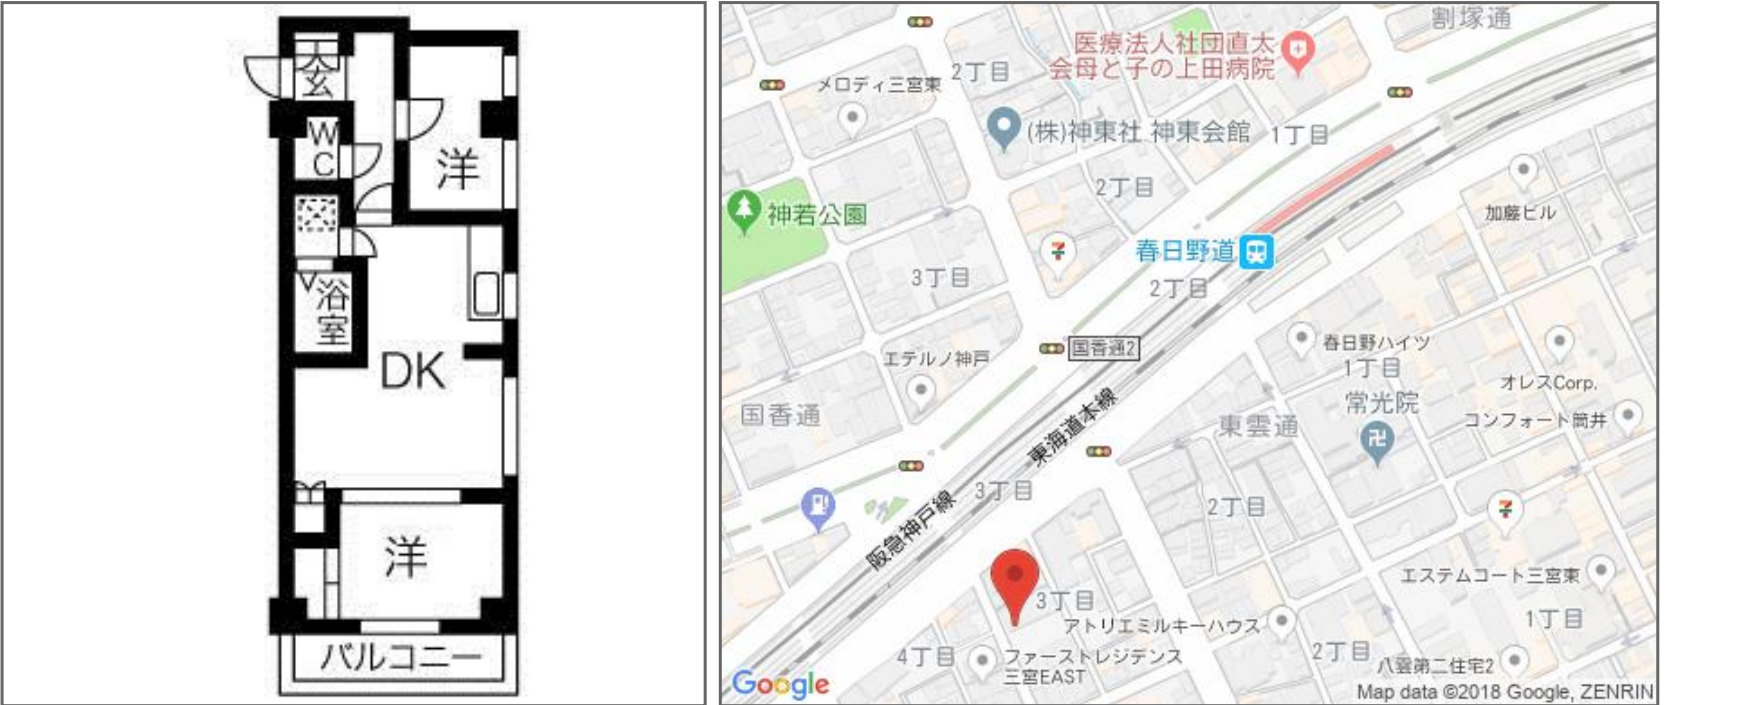 玄
W
C
洋
浴
室
DK
洋
バルコニー
割塚通
医療法人社団直太
会母と子の上田病院
2丁目
メロディ三宮東
(株)神東社 神東会館
1丁目
2丁目
神若公園
加藤ビル
春日野道
3丁目
2丁目
国香通2
春日野ハイツ
エテルノ神戸
1丁目
オレスCorp.
常光院
国香通
東雲通
コンフォート筒井
東海道本線
3丁目
2丁目
阪急神戸線
エステムコート三宮東
3丁目
アトリエミルキーハウス
1丁目
4丁目
ファーストレジデンス
三宮EAST
2丁目
八雲第二住宅2
Google
Map data ©2018 Google, ZENRIN